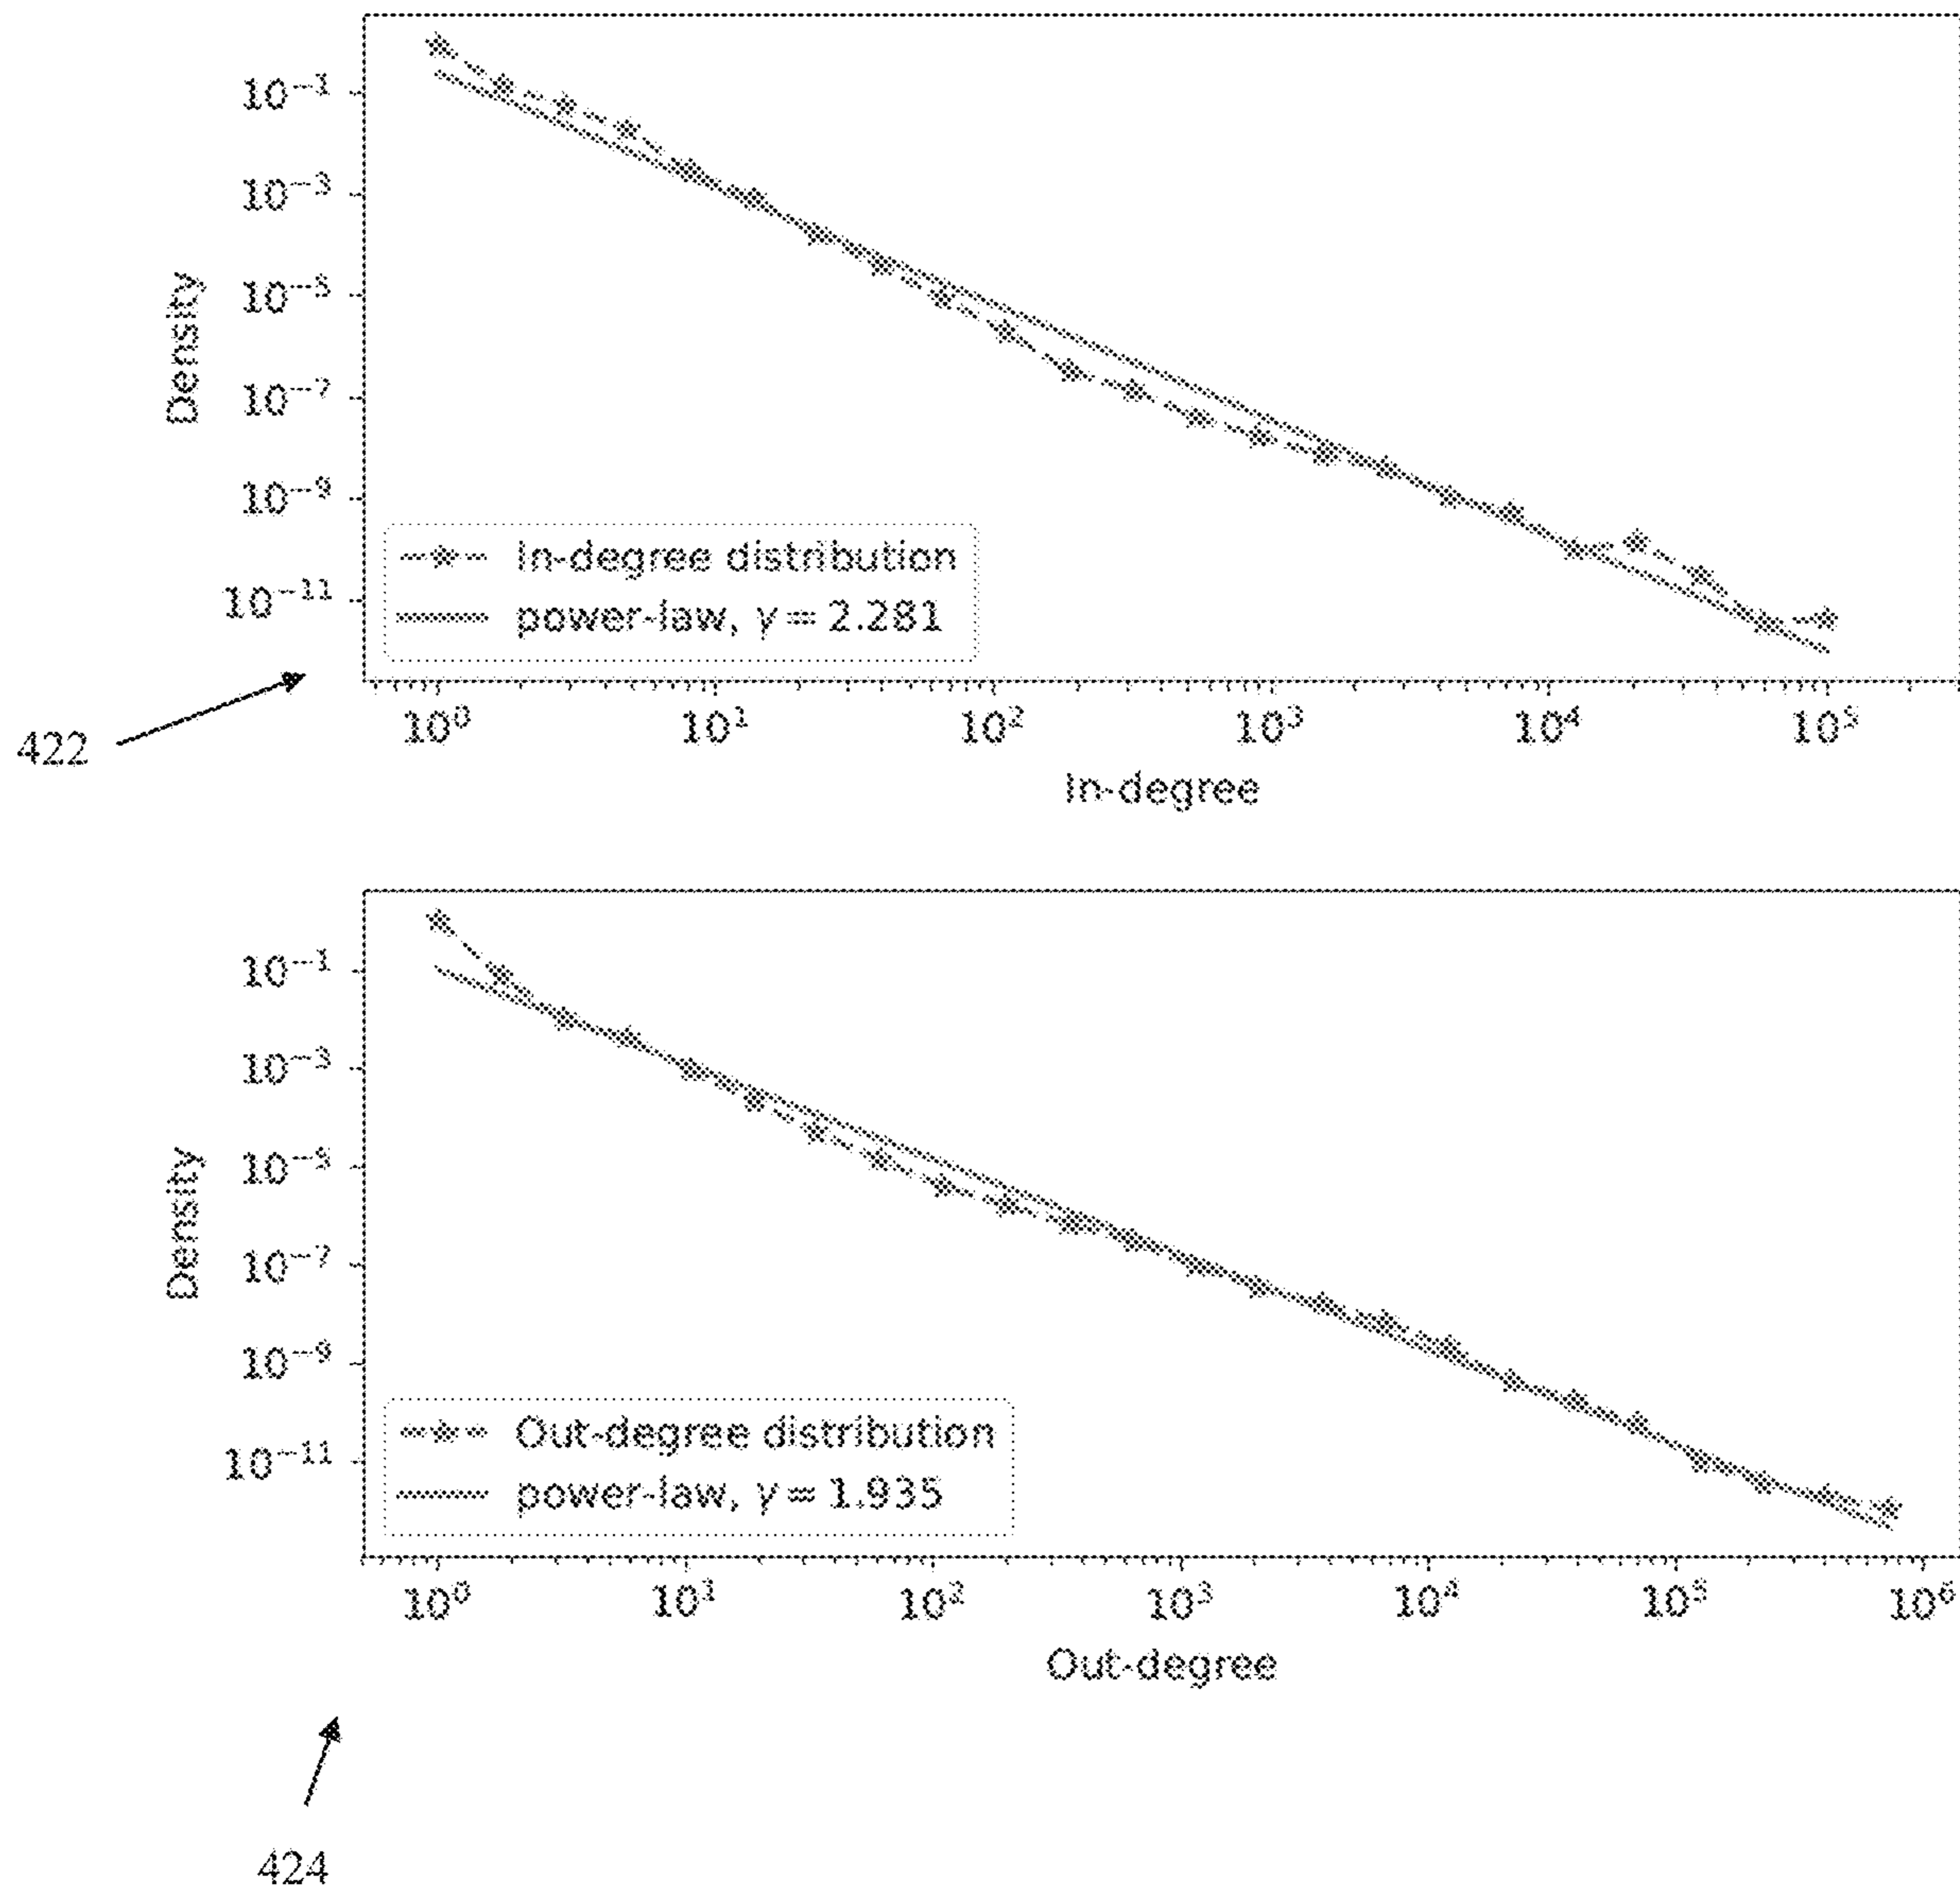 10⁻¹
10⁻³
10⁻⁵
10⁻⁷
10⁻⁹
10⁻¹¹
Density
In-degree distribution
power-law, γ = 2.281
10⁰ 10¹ 10² 10³ 10⁴ 10⁵
In-degree
422
10⁻¹
10⁻³
10⁻⁵
10⁻⁷
10⁻⁹
10⁻¹¹
Density
Out-degree distribution
power-law, γ = 1.935
10⁰ 10¹ 10² 10³ 10⁴ 10⁵ 10⁶
Out-degree
424